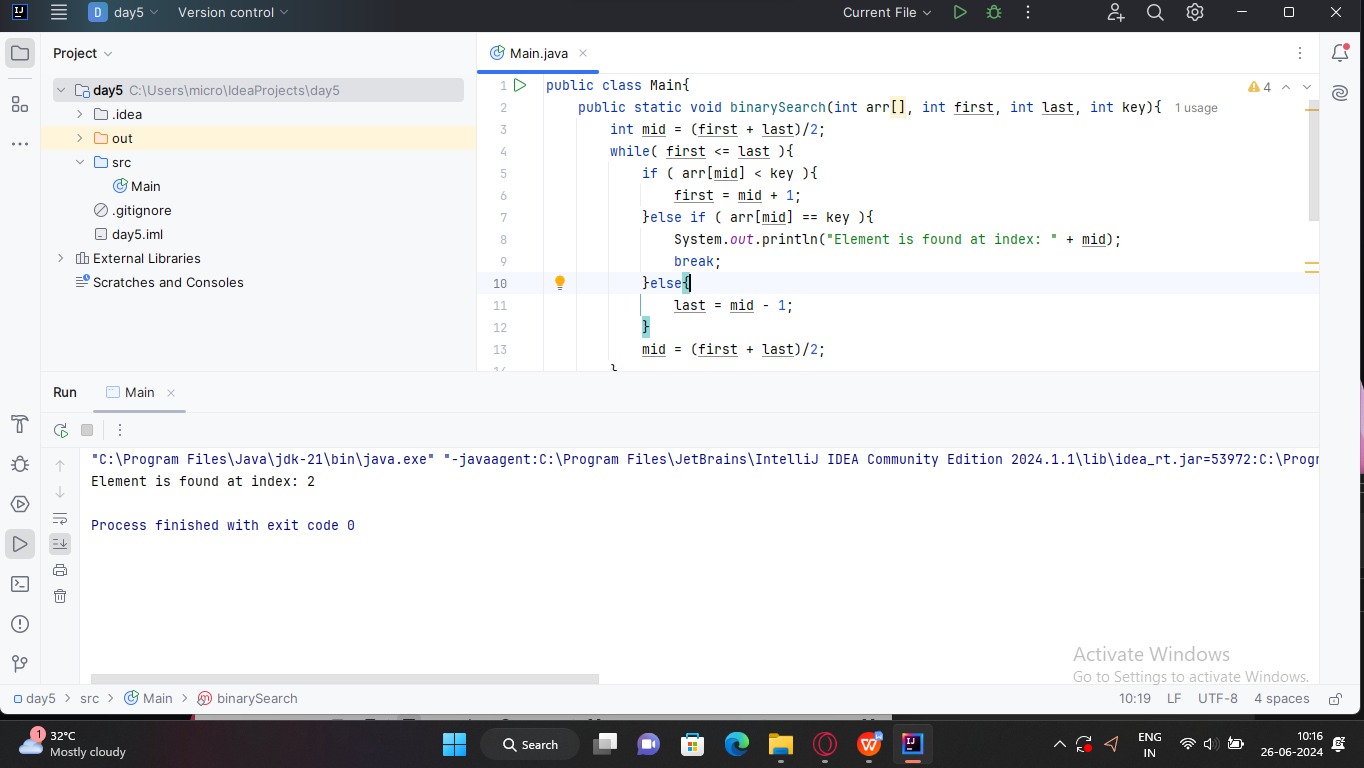 day5 Version control Current File
Project
Main.java
day5 C:\Users\micro\IdeaProjects\day5
.idea
out
src
Main
.gitignore
day5.iml
External Libraries
Scratches and Consoles
4
1 public class Main{
2 public static void binarySearch(int arr[], int first, int last, int key){ 1 usage
3 int mid = (first + last)/2;
4 while( first <= last ){
5 if ( arr[mid] < key ){
6 first = mid + 1;
7 }else if ( arr[mid] == key ){
8 System.out.println("Element is found at index: " + mid);
9 break;
10 }else{
11 last = mid - 1;
12 }
13 mid = (first + last)/2;
Run Main
"C:\Program Files\Java\jdk-21\bin\java.exe" "-javaagent:C:\Program Files\JetBrains\IntelliJ IDEA Community Edition 2024.1.1\lib\idea_rt.jar=53972:C:\Progr
Element is found at index: 2
Process finished with exit code 0
Activate Windows
Go to Settings to activate Windows.
day5 > src > Main > binarySearch 10:19 LF UTF-8 4 spaces
1 32°C
Mostly cloudy
Search
ENG
IN
10:16
26-06-2024